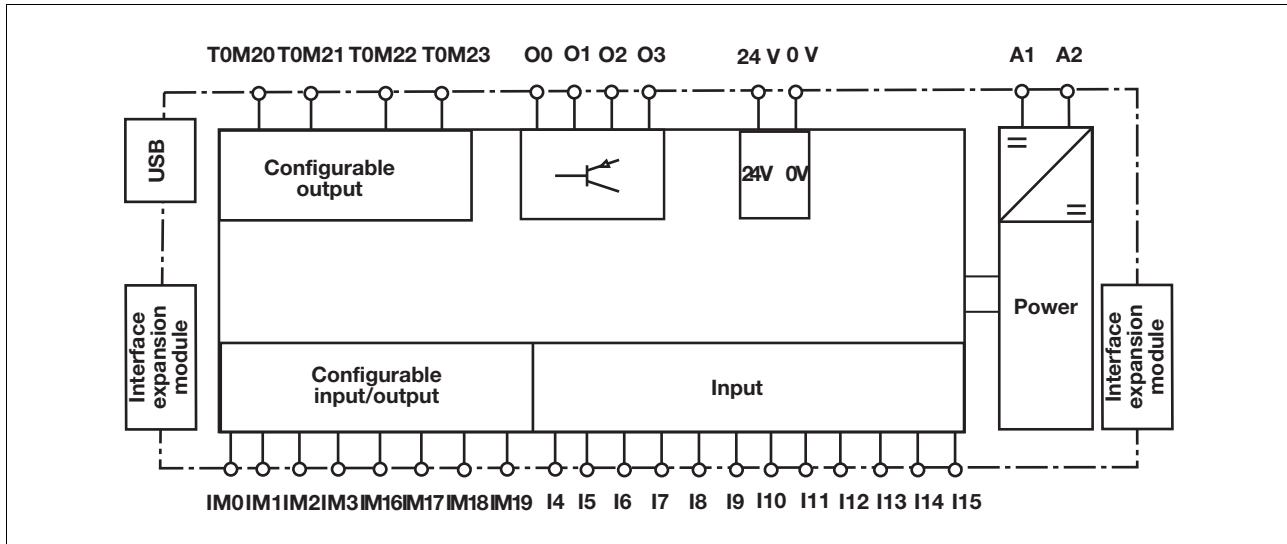 T0M20 T0M21 T0M22 T0M23 O0 O1 O2 O3 24 V 0 V A1 A2
USB
Configurable
output
24V 0V
Interface
expansion
module
Power
Interface
expansion
module
Configurable
input/output
Input
IM0 IM1 IM2 IM3 IM16 IM17 IM18 IM19 I4 I5 I6 I7 I8 I9 I10 I11 I12 I13 I14 I15